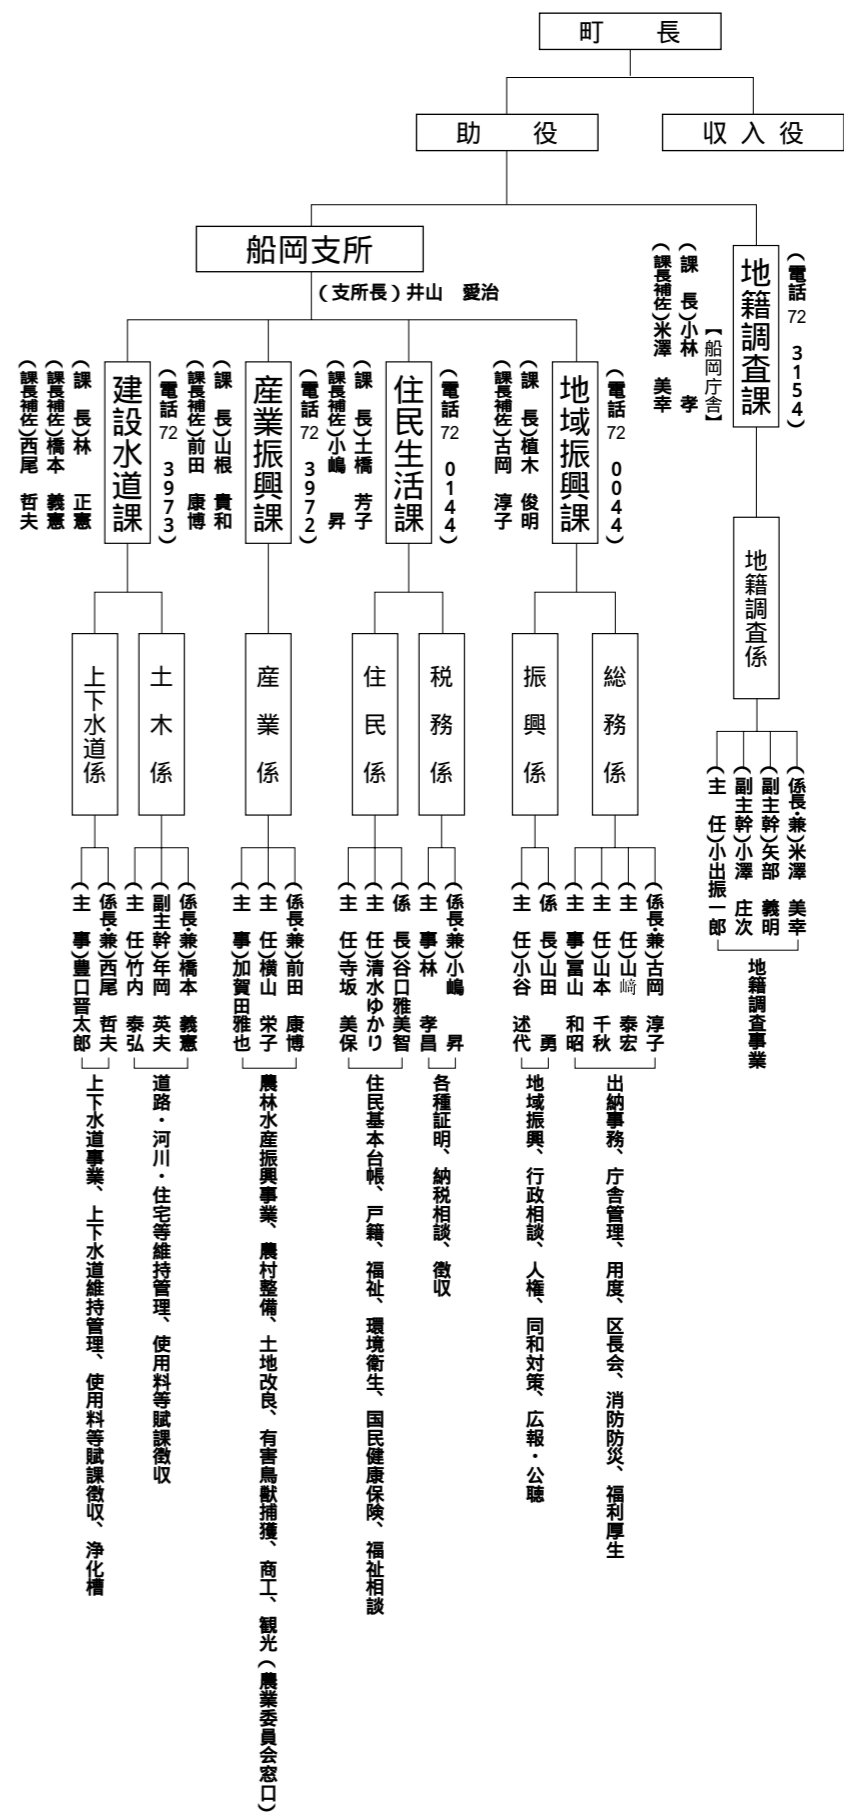 町　長
助　役
収入役
船岡支所
（支所長）井山　愛治
（電話 72 3154）
地籍調査課
【船岡庁舎】
（課　長）小林　孝
（課長補佐）米澤　美幸
（電話 72 0044）
地域振興課
（課　長）植木　俊明
（課長補佐）古岡　淳子
（電話 72 0144）
住民生活課
（課　長）土橋　芳子
（課長補佐）小嶋　昇
（電話 72 3972）
産業振興課
（課　長）山根　貴和
（課長補佐）前田　康博
（電話 72 3973）
建設水道課
（課　長）林　正憲
（課長補佐）橋本　義憲
（課長補佐）西尾　哲夫
地籍調査係
（係長・兼）米澤　美幸
（副主幹）矢部　義明
（副主幹）小澤　庄次
（主　任）小出振一郎
地籍調査事業
総務係
（係長・兼）古岡　淳子
（主　任）山﨑　泰宏
（主　任）山本　千秋
（主　事）冨山　和昭
出納事務、庁舎管理、用度、区長会、消防防災、福利厚生
振興係
（係　長）山田　勇
（主　任）小谷　述代
地域振興、行政相談、人権、同和対策、広報・公聴
税務係
（係長・兼）小嶋　昇
（主　事）林　孝昌
各種証明、納税相談、徴収
住民係
（係　長）谷口雅美智
（主　任）清水ゆかり
（主　任）寺坂　美保
住民基本台帳、戸籍、福祉、環境衛生、国民健康保険、福祉相談
産業係
（係長・兼）前田　康博
（主　任）横山　栄子
（主　事）加賀田雅也
農林水産振興事業、農村整備、土地改良、有害鳥獣捕獲、商工、観光（農業委員会窓口）
土木係
（係長・兼）橋本　義憲
（副主幹）年岡　英夫
（主　任）竹内　泰弘
道路・河川・住宅等維持管理、使用料等賦課徴収
上下水道係
（係長・兼）西尾　哲夫
（主　事）豊口晋太郎
上下水道事業、上下水道維持管理、使用料等賦課徴収、浄化槽